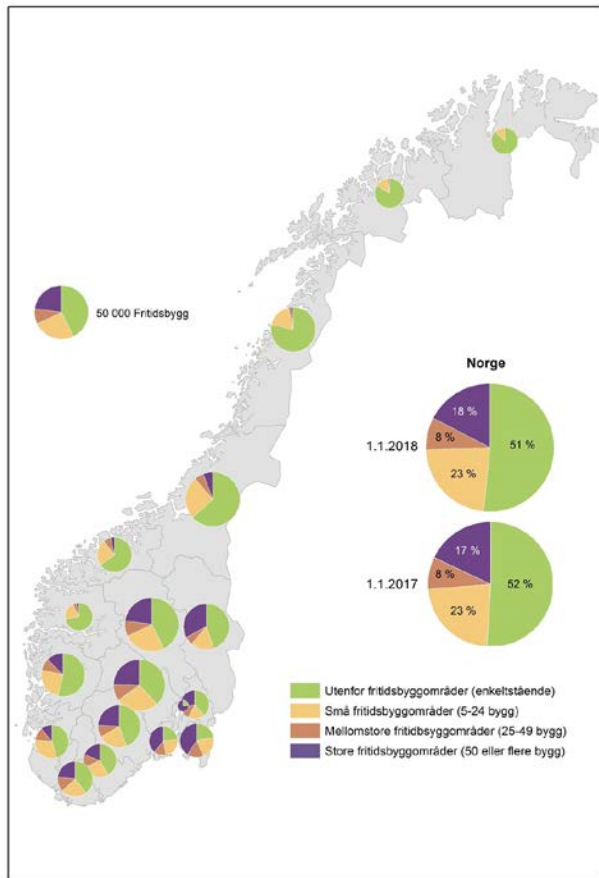 50 000 Fritidsbygg
Norge
1.1.2018
18 %
8 %
23 %
51 %
1.1.2017
17 %
8 %
23 %
52 %
Utenfor fritidsbyggområder (enkeltstående)
Små fritidsbyggområder (5-24 bygg)
Mellomstore fritidbsyggområder (25-49 bygg)
Store fritidsbyggområder (50 eller flere bygg)